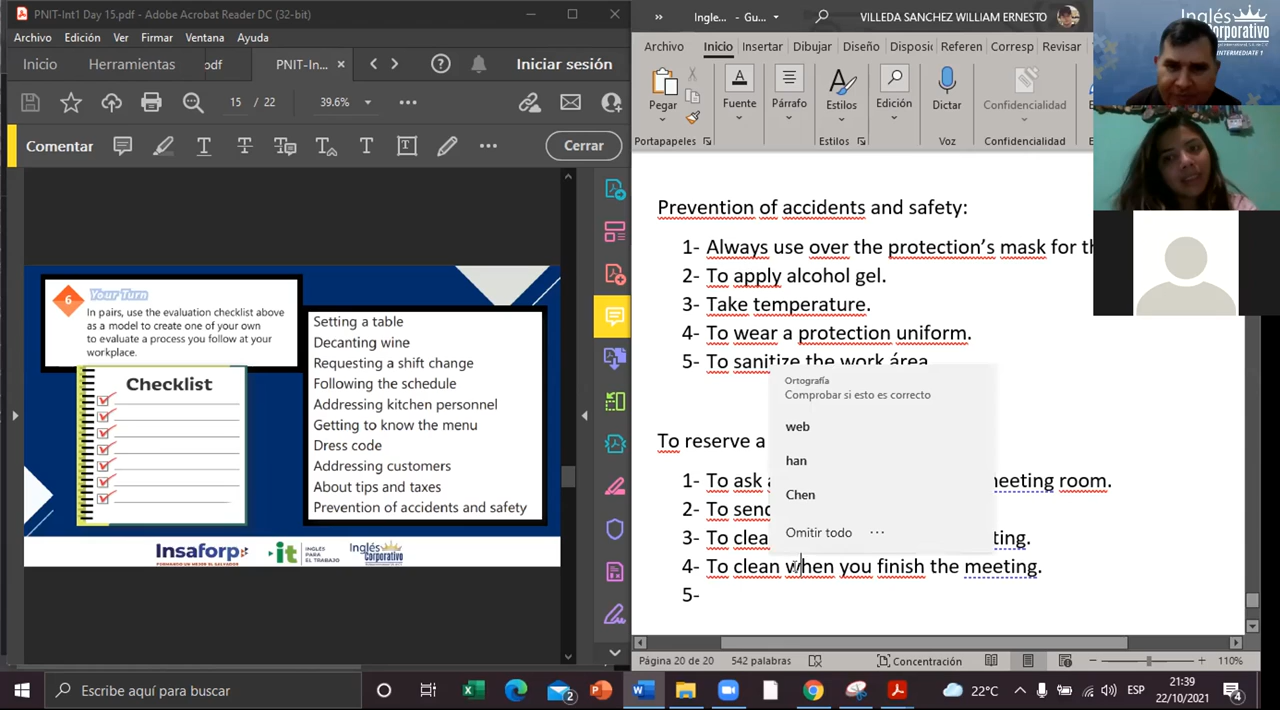 PNIT-Int1 Day 15.pdf - Adobe Acrobat Reader DC (32-bit)
Archivo Edición Ver Firmar Ventana Ayuda
Inicio Herramientas pdf PNIT-In... Iniciar sesión
15 / 22 39.6%
Comentar Cerrar
6 Your Turn
In pairs, use the evaluation checklist above
as a model to create one of your own
to evaluate a process you follow at your
workplace.
Checklist
Setting a table
Decanting wine
Requesting a shift change
Following the schedule
Addressing kitchen personnel
Getting to know the menu
Dress code
Addressing customers
About tips and taxes
Prevention of accidents and safety
Insaforp
it INGLÉS PARA EL TRABAJO
Inglés Corporativo
Ingle... - Gu... VILLEDA SANCHEZ WILLIAM ERNESTO
Archivo Inicio Insertar Dibujar Diseño Disposic Referen Corresp Revisar
Pegar Fuente Párrafo Estilos Edición Dictar Confidencialidad
Portapapeles Estilos Voz Confidencialidad
Prevention of accidents and safety:
1- Always use over the protection's mask for th
2- To apply alcohol gel.
3- Take temperature.
4- To wear a protection uniform.
5- To sanitize the work área.
To reserve a
1- To ask a meeting room.
2- To send
3- To clea ting.
4- To clean when you finish the meeting.
5-
Ortografía
Comprobar si esto es correcto
web
han
Chen
Omitir todo ...
Página 20 de 20 542 palabras Concentración 110%
Inglés
Corporativo
INTERMEDIATE 1
Escribe aquí para buscar
2
22°C ESP
21:39
22/10/2021
4